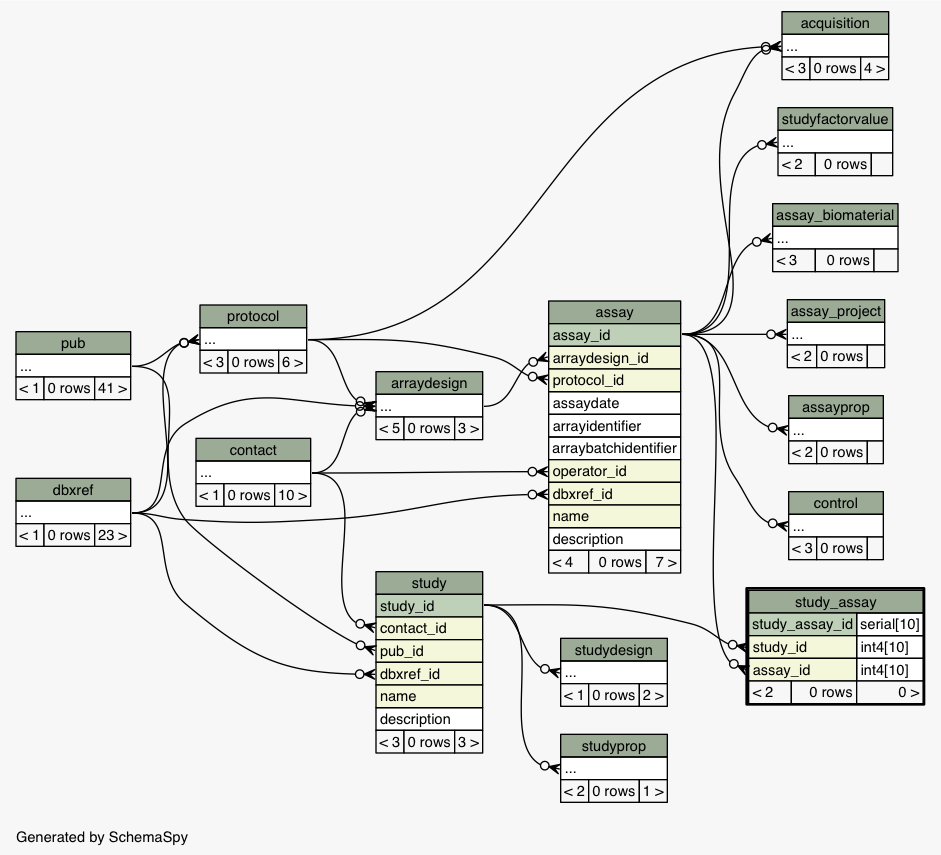 acquisition
...
< 3 0 rows 4 >
studyfactorvalue
...
< 2 0 rows
assay_biomaterial
...
< 3 0 rows
assay_project
...
< 2 0 rows
assayprop
...
< 2 0 rows
control
...
< 3 0 rows
study_assay
study_assay_id serial[10]
study_id int4[10]
assay_id int4[10]
< 2 0 rows 0 >
assay
assay_id
arraydesign_id
protocol_id
assaydate
arrayidentifier
arraybatchidentifier
operator_id
dbxref_id
name
description
< 4 0 rows 7 >
protocol
...
< 3 0 rows 6 >
pub
...
< 1 0 rows 41 >
arraydesign
...
< 5 0 rows 3 >
contact
...
< 1 0 rows 10 >
dbxref
...
< 1 0 rows 23 >
study
study_id
contact_id
pub_id
dbxref_id
name
description
< 3 0 rows 3 >
studydesign
...
< 1 0 rows 2 >
studyprop
...
< 2 0 rows 1 >
Generated by SchemaSpy